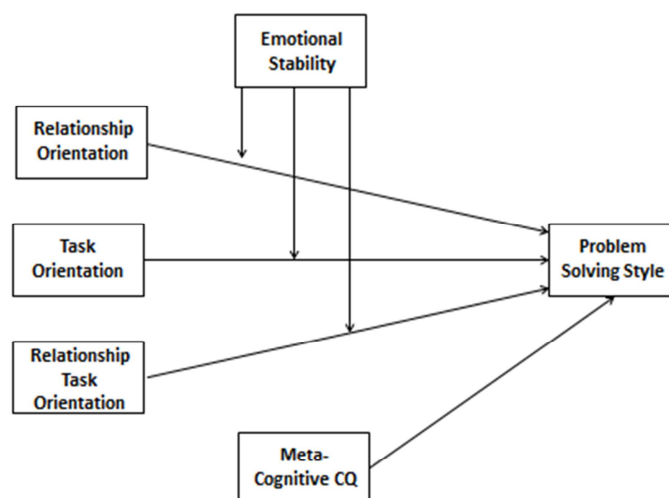 Emotional
Stability
Relationship
Orientation
Task
Orientation
Problem
Solving Style
Relationship
Task
Orientation
Meta-
Cognitive CQ